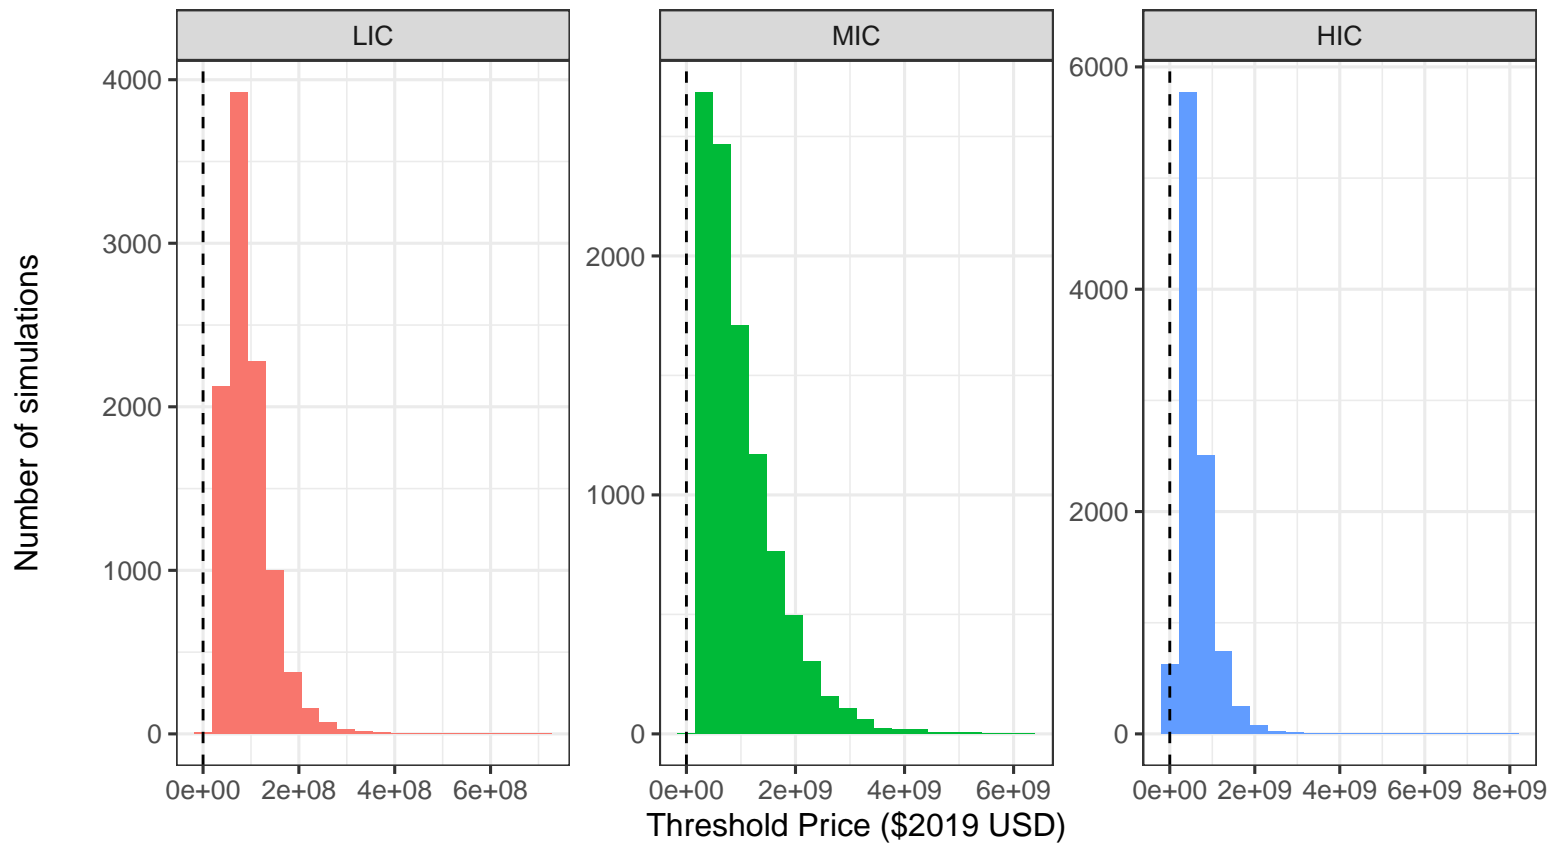 LIC
MIC
HIC
Number of simulations
4000
3000
2000
1000
0
2000
1000
0
6000
4000
2000
0
0e+00 2e+08 4e+08 6e+08
0e+00 2e+09 4e+09 6e+09
0e+00 2e+09 4e+09 6e+09 8e+09
Threshold Price ($2019 USD)